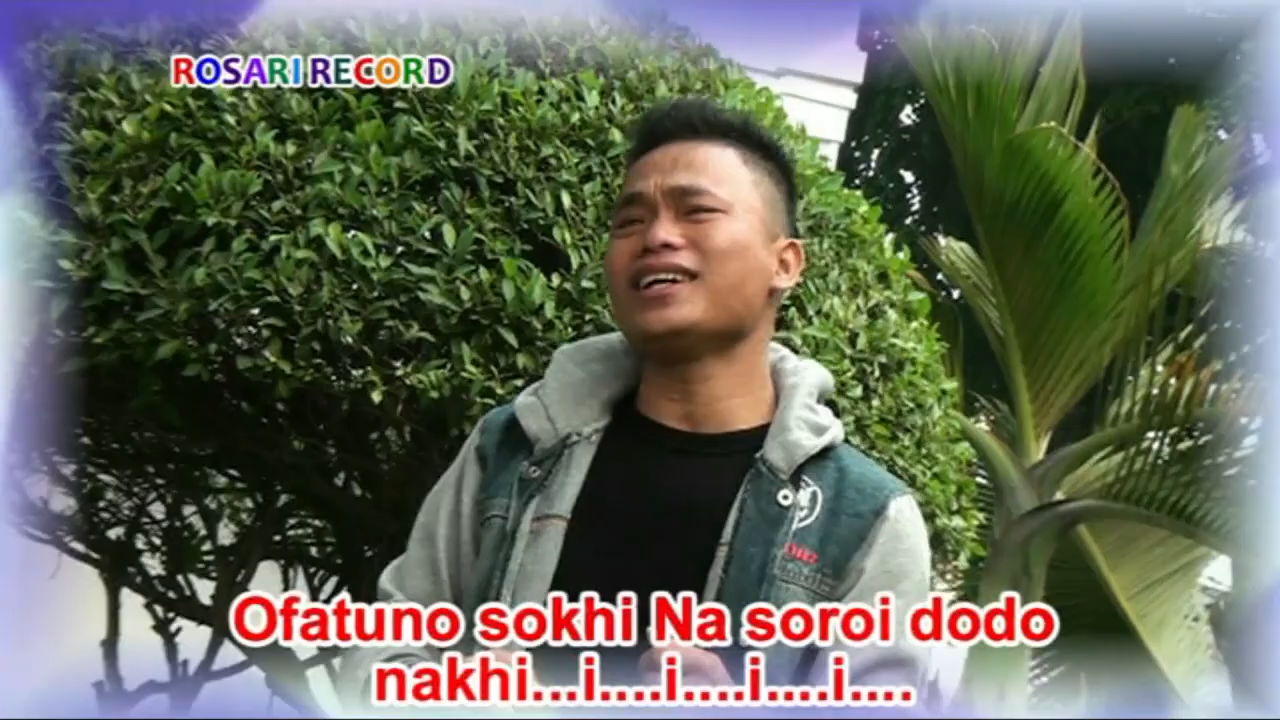 ROSARI RECORD
Ofatuno sokhi Na soroi dodo
nakhi...i....i....i....i....